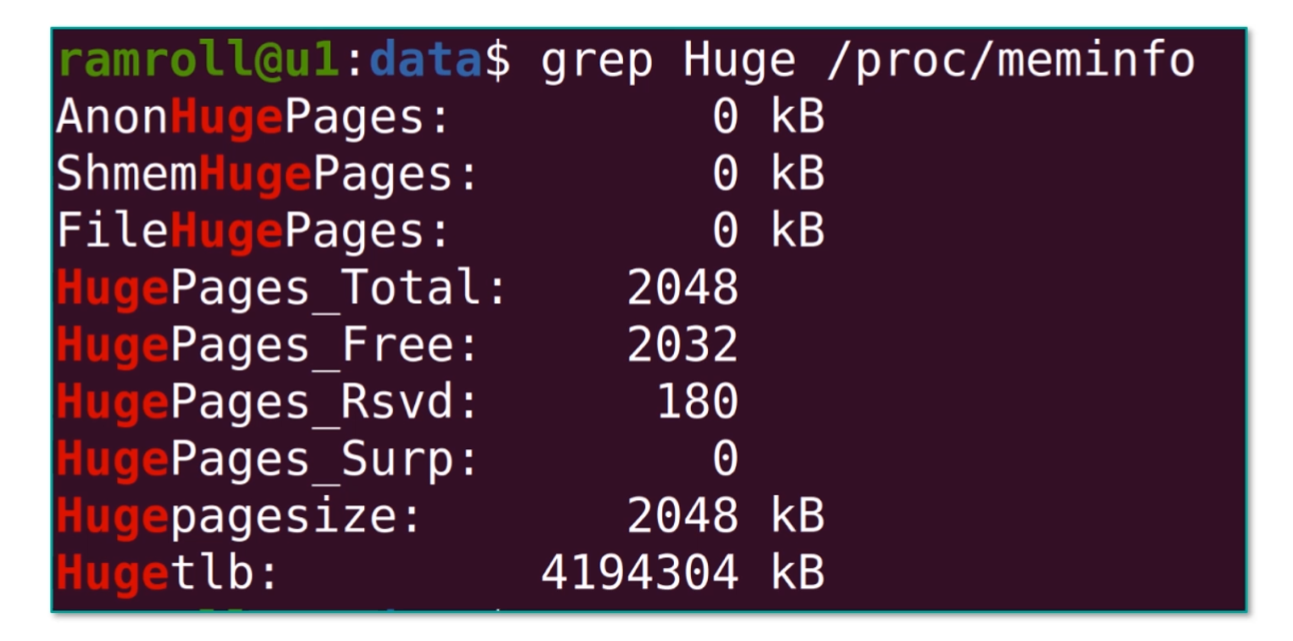 ramroll@u1:data$ grep Huge /proc/meminfo
AnonHugePages:         0 kB
ShmemHugePages:        0 kB
FileHugePages:         0 kB
HugePages_Total:    2048
HugePages_Free:     2032
HugePages_Rsvd:      180
HugePages_Surp:        0
Hugepagesize:       2048 kB
Hugetlb:         4194304 kB